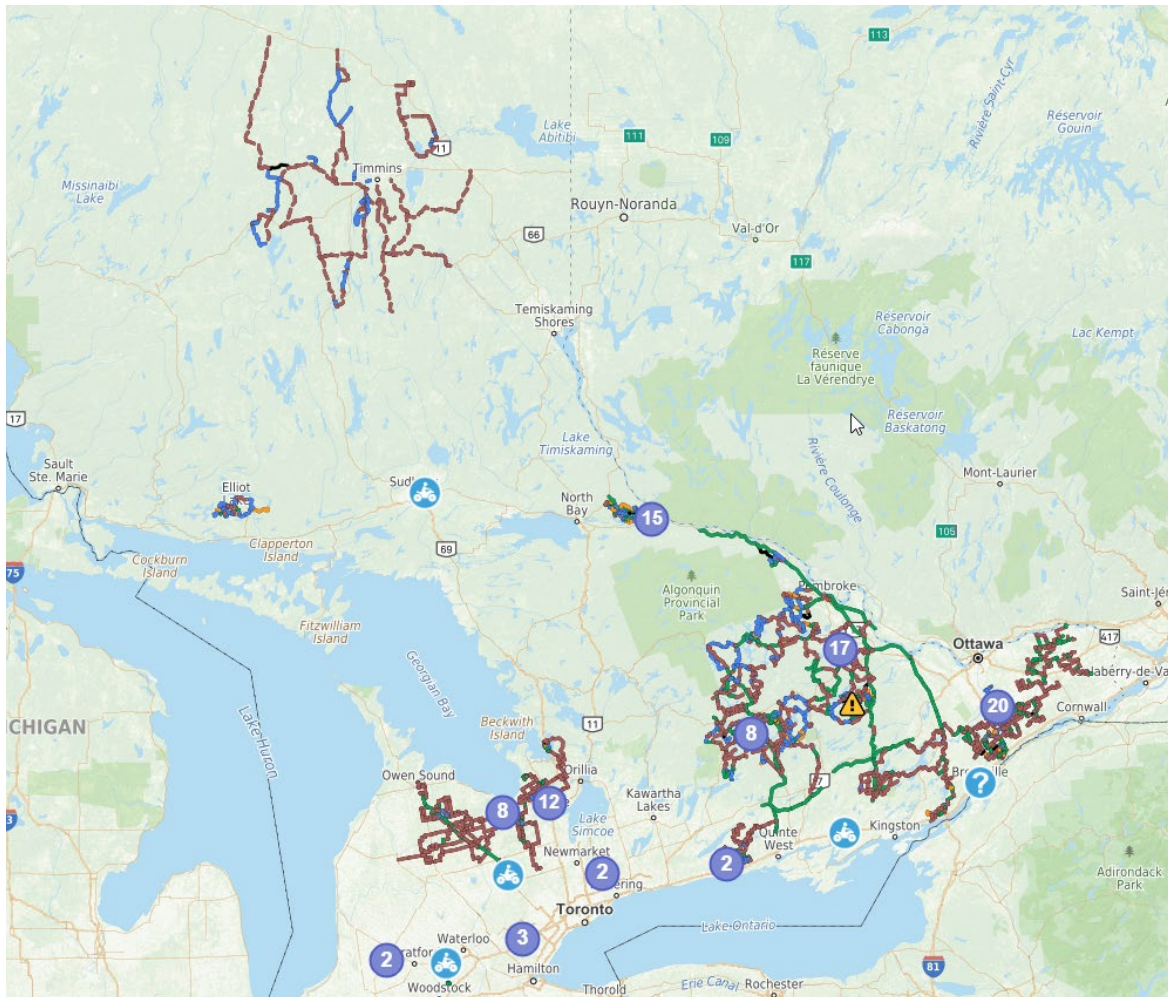 113
Rivière Saint-Cyr
Réservoir
Gouin
Lake
Abitibi
111
109
11
Timmins
Missinaibi
Lake
Rouyn-Noranda
Val-d'Or
66
117
Temiskaming
Shores
Réservoir
Cabonga
Lac Kempt
Réserve
faunique
La Vérendrye
17
Réservoir
Baskatong
Rivière Coulonge
Lake
Timiskaming
Sault
Ste. Marie
Mont-Laurier
Elliot
North
Bay
15
105
69
Clapperton
Island
Cockburn
Island
75
Algonquin
Provincial
Park
Pembroke
Fitzwilliam
Island
Ottawa
417
17
Georgian Bay
Cornwall
20
Beckwith
Island
11
8
Lake Huron
Owen Sound
7
?
8
12
Kawartha
Lakes
Lake
Simcoe
Quinte
West
Kingston
Newmarket
2
2
Adirondack
Park
Toronto
Lake Ontario
3
Waterloo
2
81
Hamilton
Woodstock
Thorold
Erie Canal
Rochester